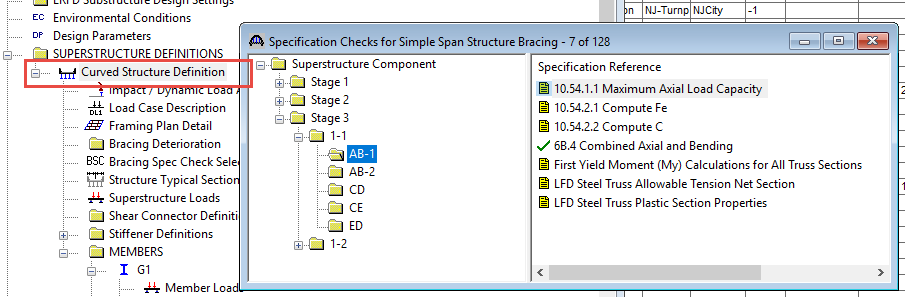 LRFD Substructure Design Settings
EC Environmental Conditions
DP Design Parameters
SUPERSTRUCTURE DEFINITIONS
Curved Structure Definition
Impact / Dynamic Load A
DL1 Load Case Description
Framing Plan Detail
Bracing Deterioration
BSC Bracing Spec Check Selec
Structure Typical Section
Superstructure Loads
Shear Connector Definitio
Stiffener Definitions
MEMBERS
G1
Member Loads
on NJ-Turnp NJCity -1
Specification Checks for Simple Span Structure Bracing - 7 of 128
Superstructure Component
Stage 1
Stage 2
Stage 3
1-1
AB-1
AB-2
CD
CE
ED
1-2
Specification Reference
10.54.1.1 Maximum Axial Load Capacity
10.54.2.1 Compute Fe
10.54.2.2 Compute C
6B.4 Combined Axial and Bending
First Yield Moment (My) Calculations for All Truss Sections
LFD Steel Truss Allowable Tension Net Section
LFD Steel Truss Plastic Section Properties
1